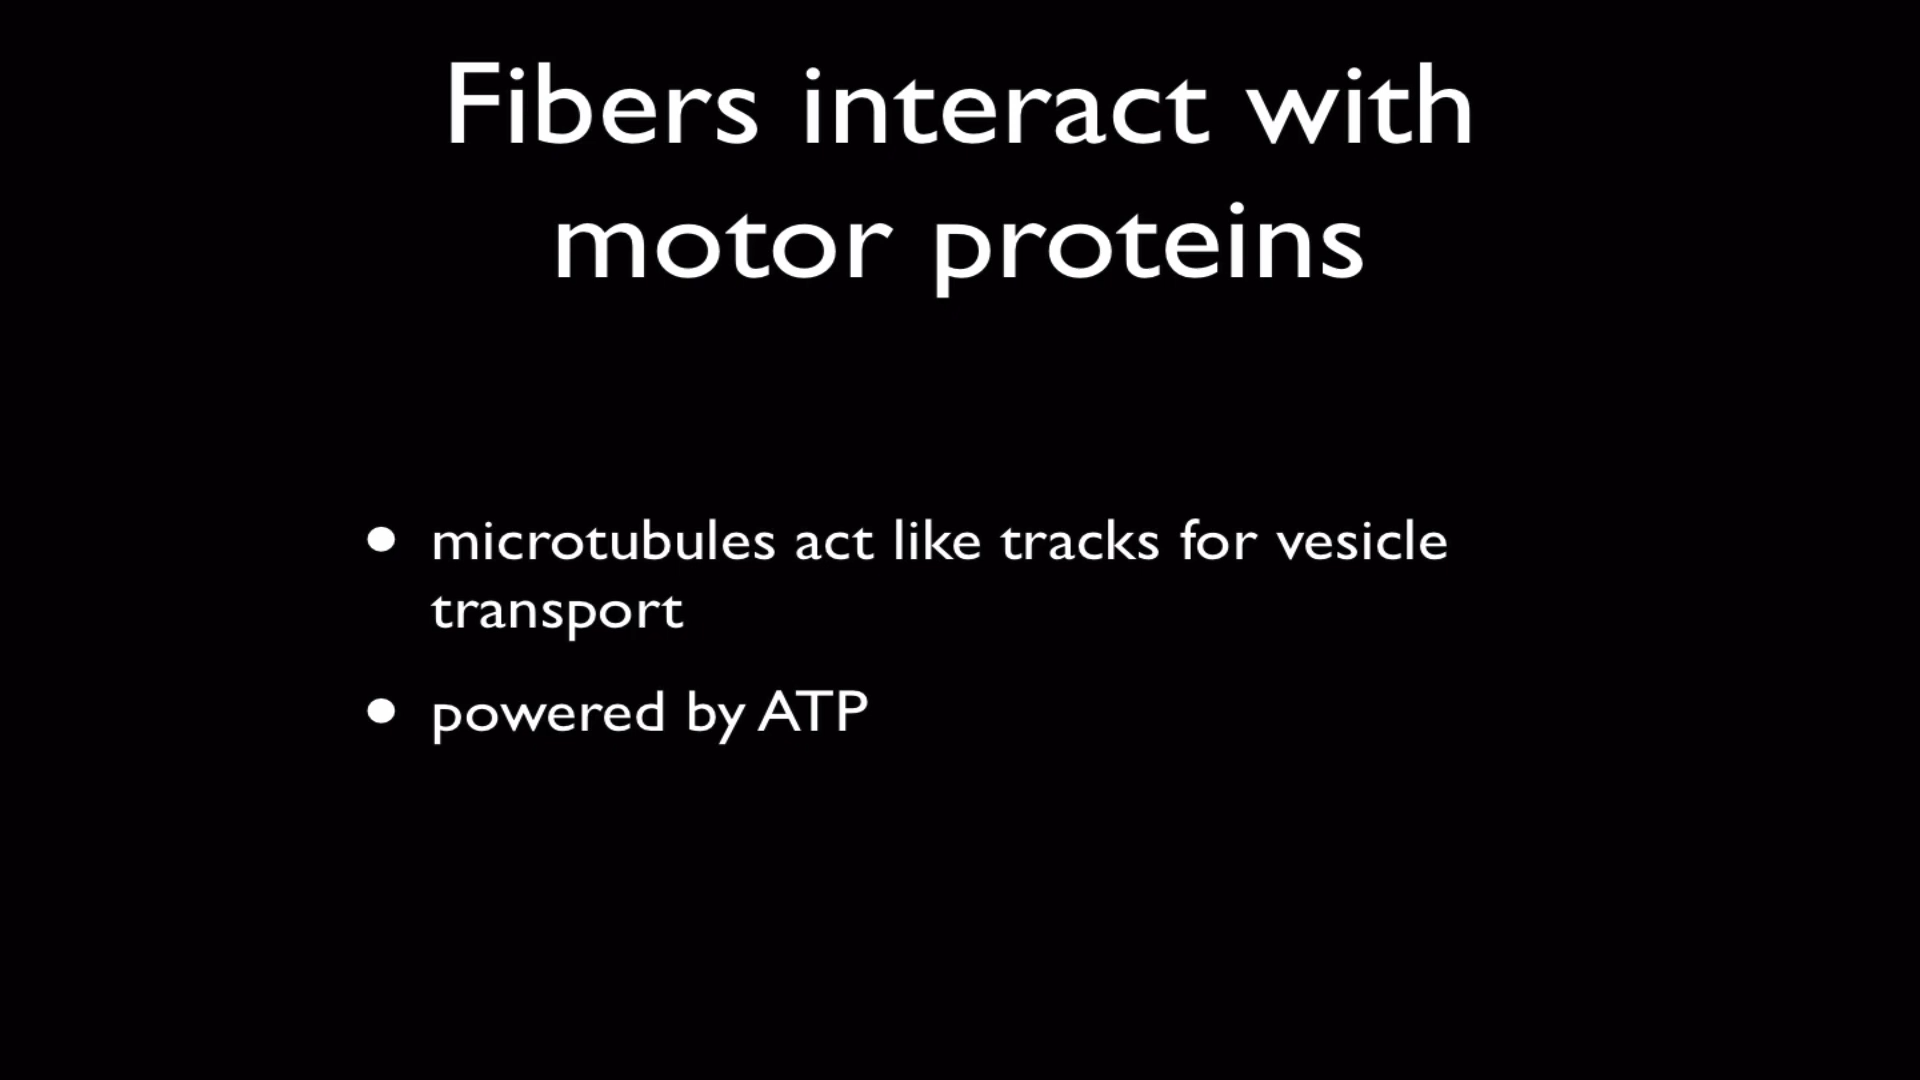 Fibers interact with
motor proteins
• microtubules act like tracks for vesicle
transport
• powered by ATP